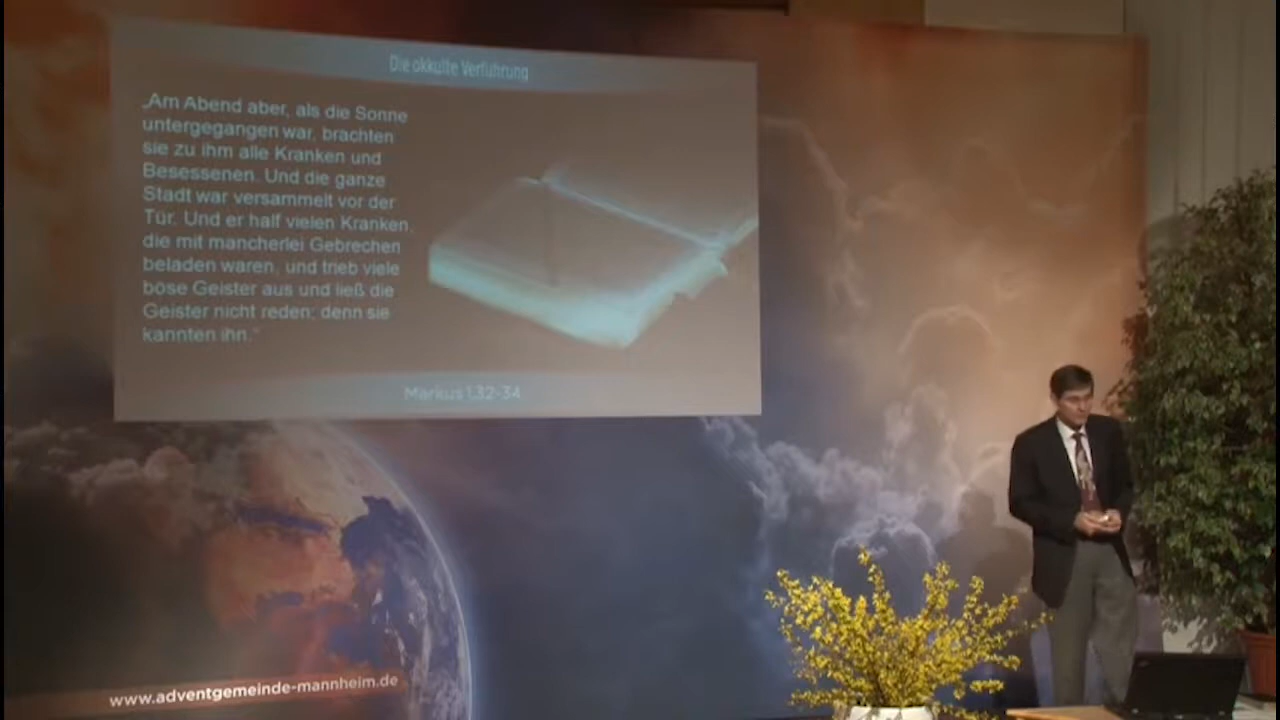 Die okkulte Verführung
„Am Abend aber, als die Sonne
untergegangen war, brachten
sie zu ihm alle Kranken und
Besessenen. Und die ganze
Stadt war versammelt vor der
Tür. Und er half vielen Kranken,
die mit mancherlei Gebrechen
beladen waren, und trieb viele
böse Geister aus und ließ die
Geister nicht reden; denn sie
kannten ihn.“
Markus 1,32-34
www.adventgemeinde-mannheim.de